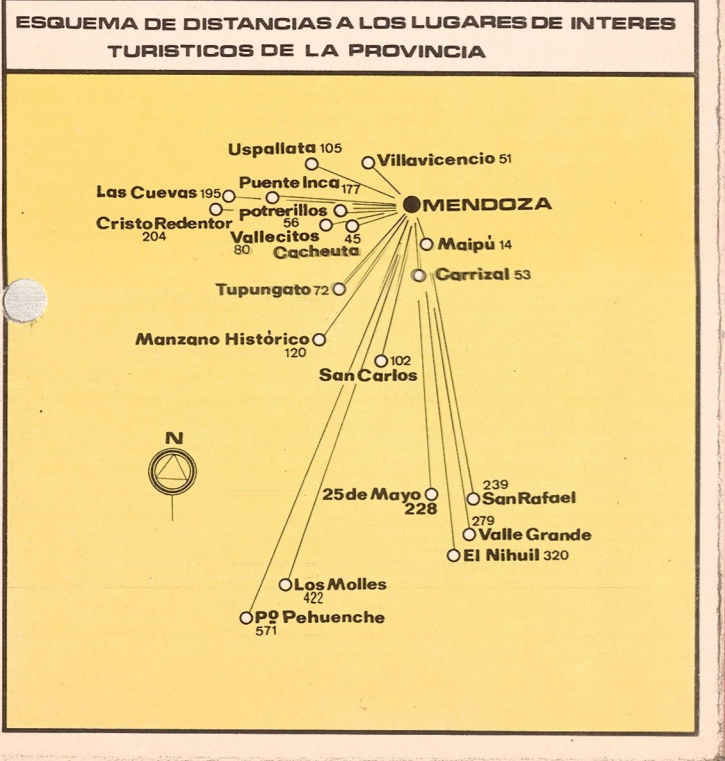 ESQUEMA DE DISTANCIAS A LOS LUGARES DE INTERES
TURISTICOS DE LA PROVINCIA
Uspallata 105
Villavicencio 51
Puente Inca 177
Las Cuevas 195
MENDOZA
potrerillos
56
Cristo Redentor
204
Vallecitos
80
45
Cacheuta
Maipú 14
Carrizal 53
Tupungato 72
Manzano Histórico
120
102
San Carlos
N
25 de Mayo
228
239
San Rafael
279
Valle Grande
El Nihuil 320
Los Molles
422
Pº Pehuenche
571